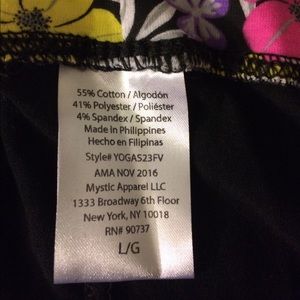 55% Cotton / Algodón
41% Polyester / Poliéster
4% Spandex / Spandex
Made in Philippines
Hecho en Filipinas
Style# YOGAS23FV
AMA NOV 2016
Mystic Apparel LLC
1333 Broadway 6th Floor
New York, NY 10018
RN# 90737
L/G